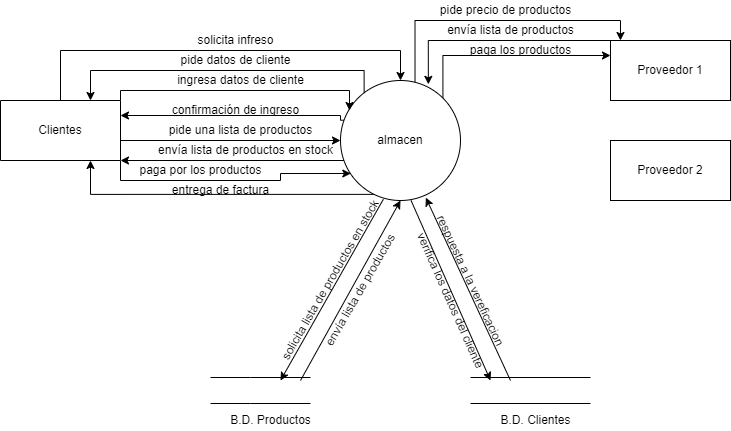 pide precio de productos
solicita infreso
envía lista de productos
pide datos de cliente
paga los productos
Proveedor 1
ingresa datos de cliente
confirmación de ingreso
Clientes
pide una lista de productos
almacen
envía lista de productos en stock
paga por los productos
Proveedor 2
entrega de factura
solicita lista de productos en stock
envía lista de productos
verifica los datos del cliente
respuesta a la vereficacion
B.D. Productos
B.D. Clientes